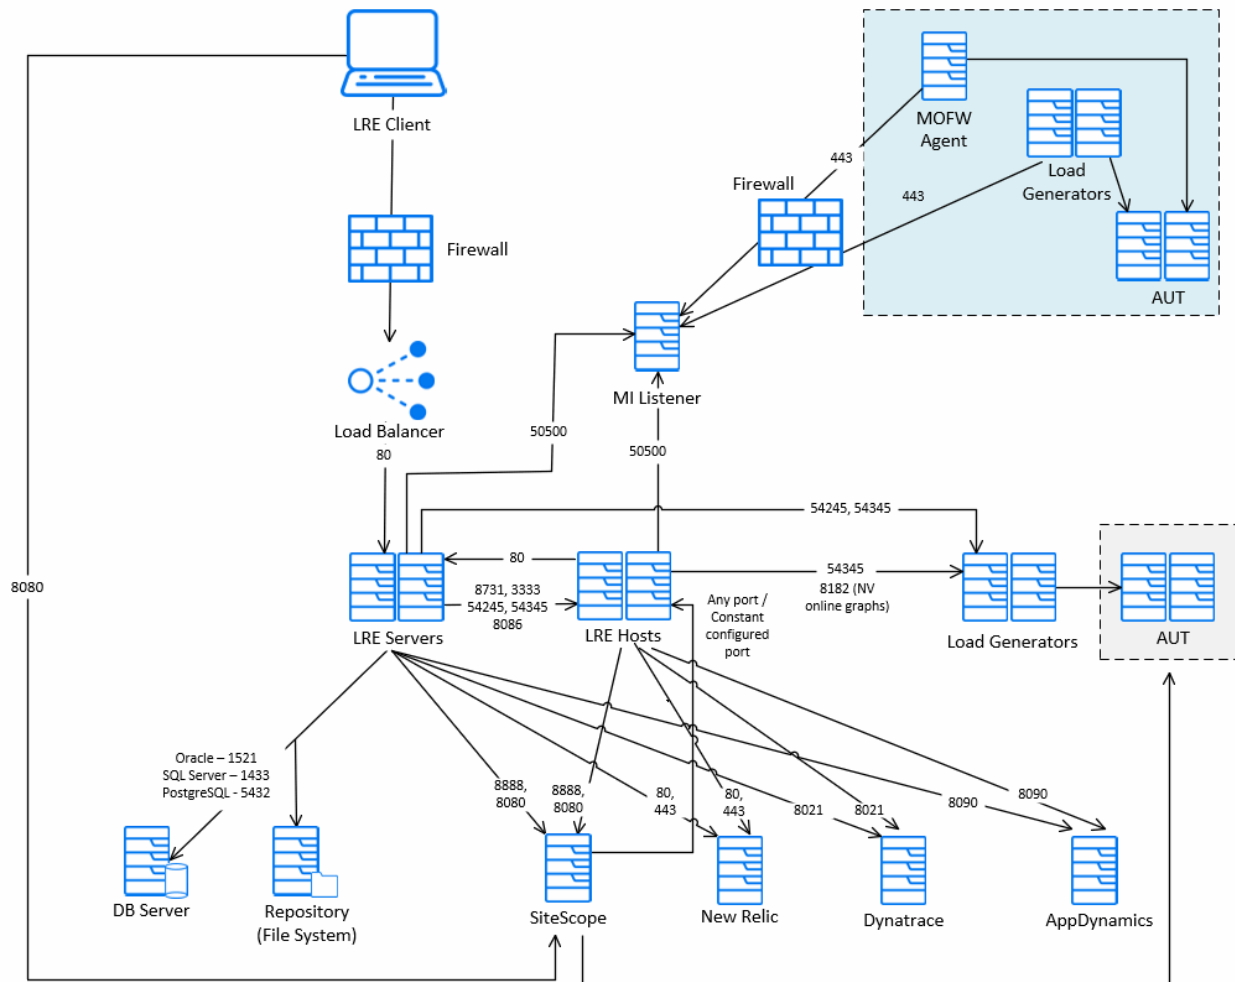 LRE Client
MOFW
Agent
Load
Generators
443
443
Firewall
Firewall
AUT
MI Listener
Load Balancer
80
50500
50500
54245, 54345
8080
80
8731, 3333
54245, 54345
8086
54345
8182 (NV
online graphs)
Any port /
Constant
configured
port
LRE Servers
LRE Hosts
Load Generators
AUT
Oracle – 1521
SQL Server – 1433
PostgreSQL - 5432
8888,
8080
8888,
8080
80,
443
80,
443
8021
8021
8090
8090
DB Server
Repository
(File System)
SiteScope
New Relic
Dynatrace
AppDynamics